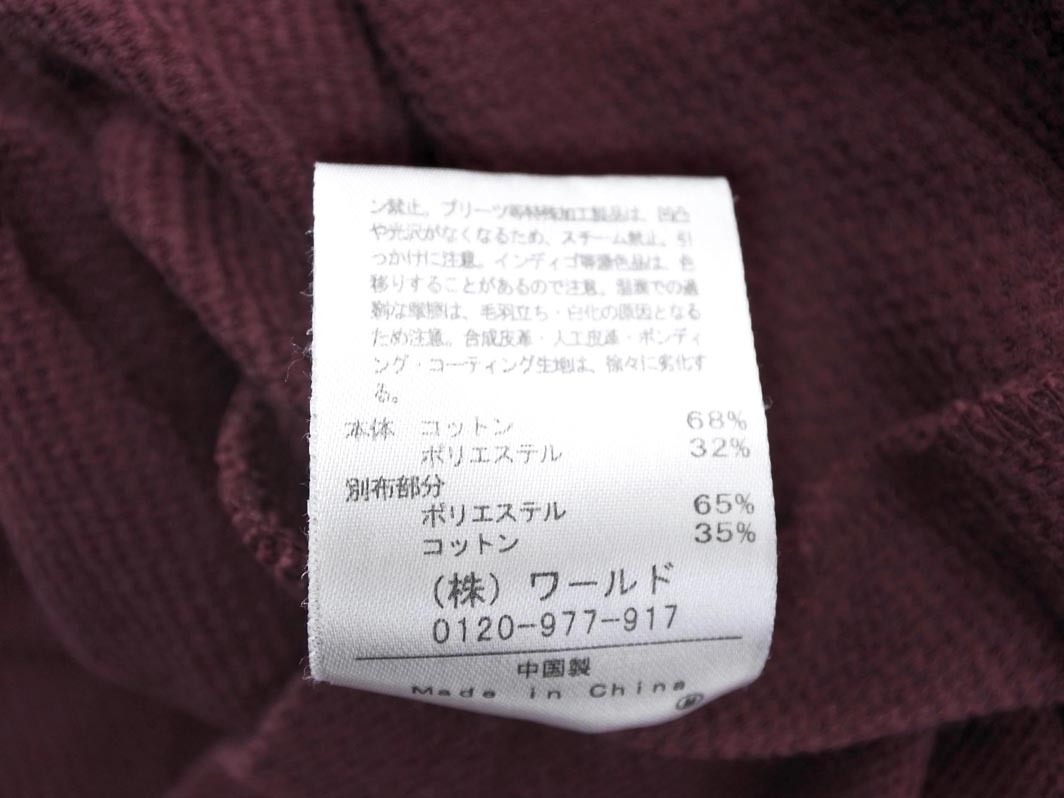 ン禁止。プリーツ等特殊加工製品は、凹凸
や光沢がなくなるため、スチーム禁止。引
っかけに注意。インディゴ等濃色品は、色
移りすることがあるので注意。湿潤での過
剰な摩擦は、毛羽立ち・白化の原因となる
ため注意。合成皮革・人工皮革・ボンディ
ング・コーティング生地は、徐々に劣化す
る。
本体 コットン 68%
ポリエステル 32%
別布部分
ポリエステル 65%
コットン 35%
(株) ワールド
0120-977-917
中国製
Made in China